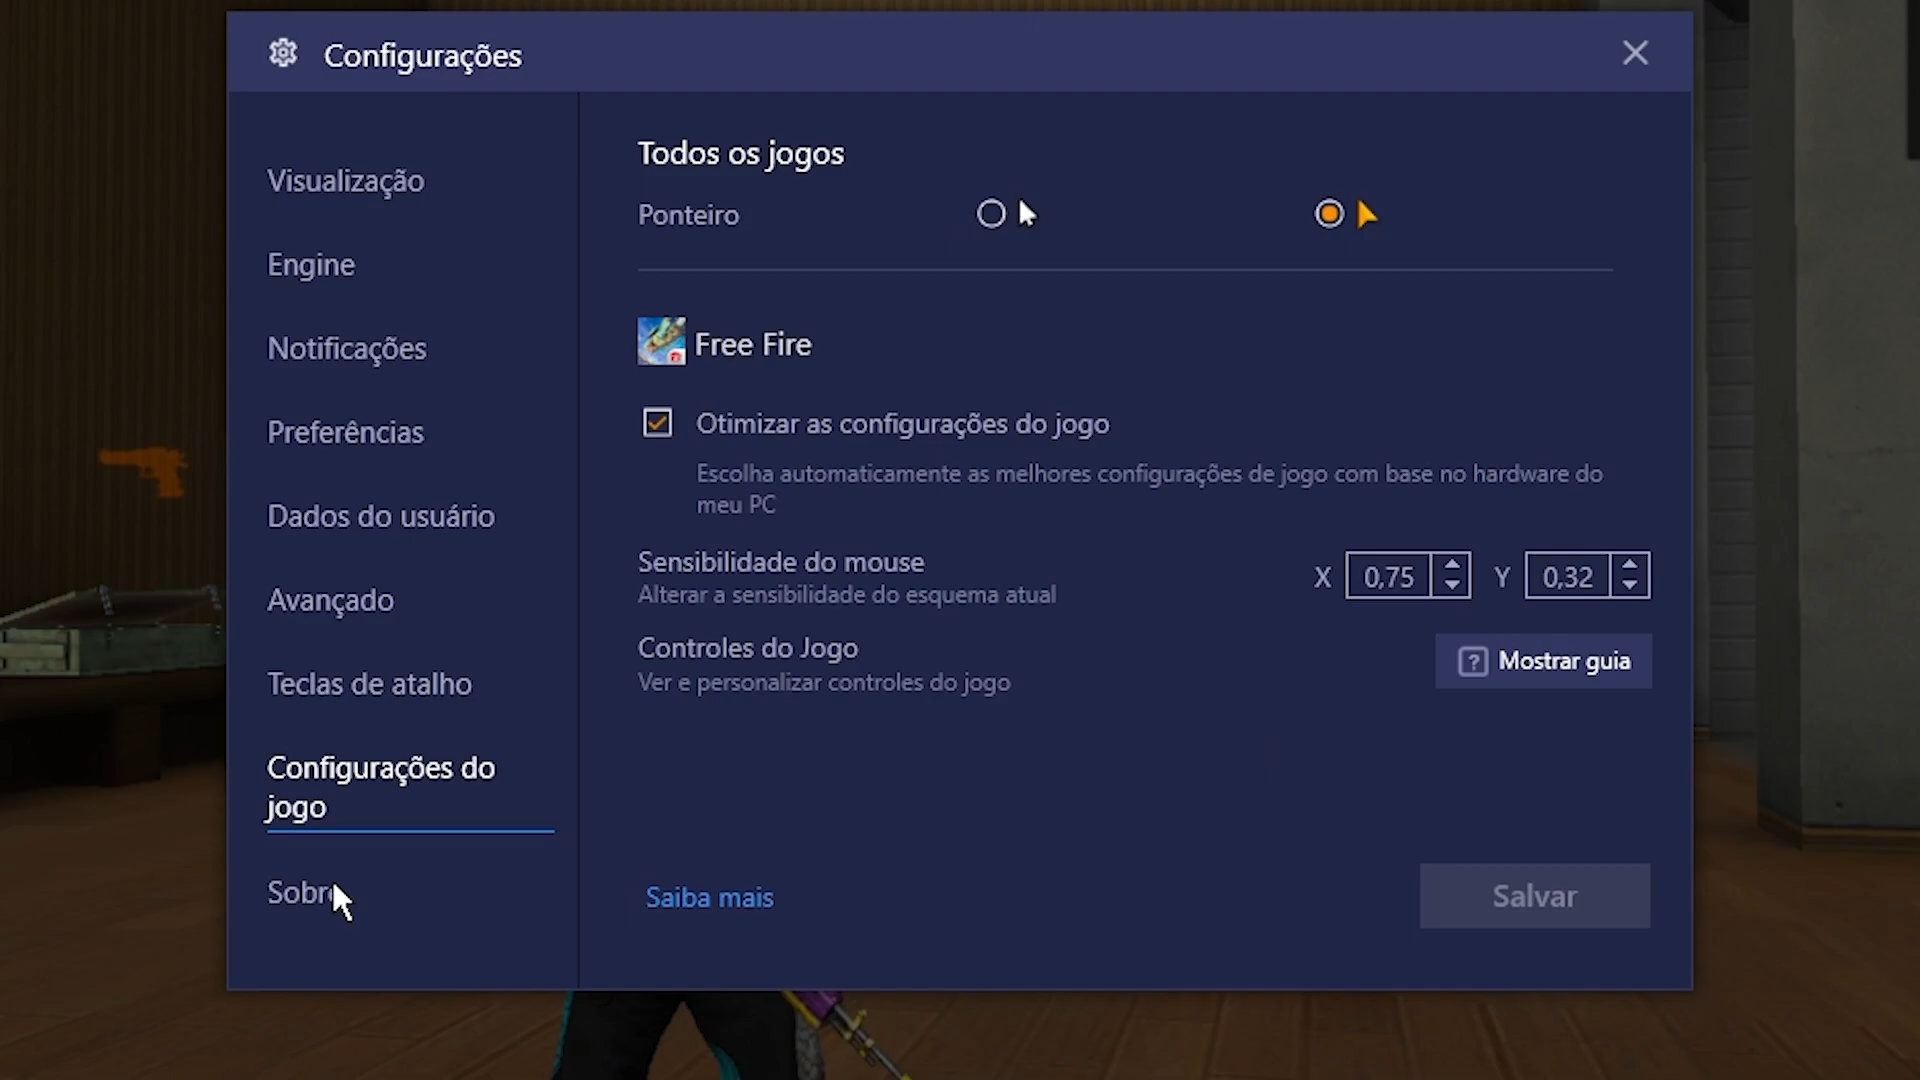 Configurações
Visualização
Engine
Notificações
Preferências
Dados do usuário
Avançado
Teclas de atalho
Configurações do
jogo
Sobre
Todos os jogos
Ponteiro
Free Fire
Otimizar as configurações do jogo
Escolha automaticamente as melhores configurações de jogo com base no hardware do
meu PC
Sensibilidade do mouse
Alterar a sensibilidade do esquema atual
X 0,75 Y 0,32
Controles do Jogo
Ver e personalizar controles do jogo
? Mostrar guia
Saiba mais
Salvar